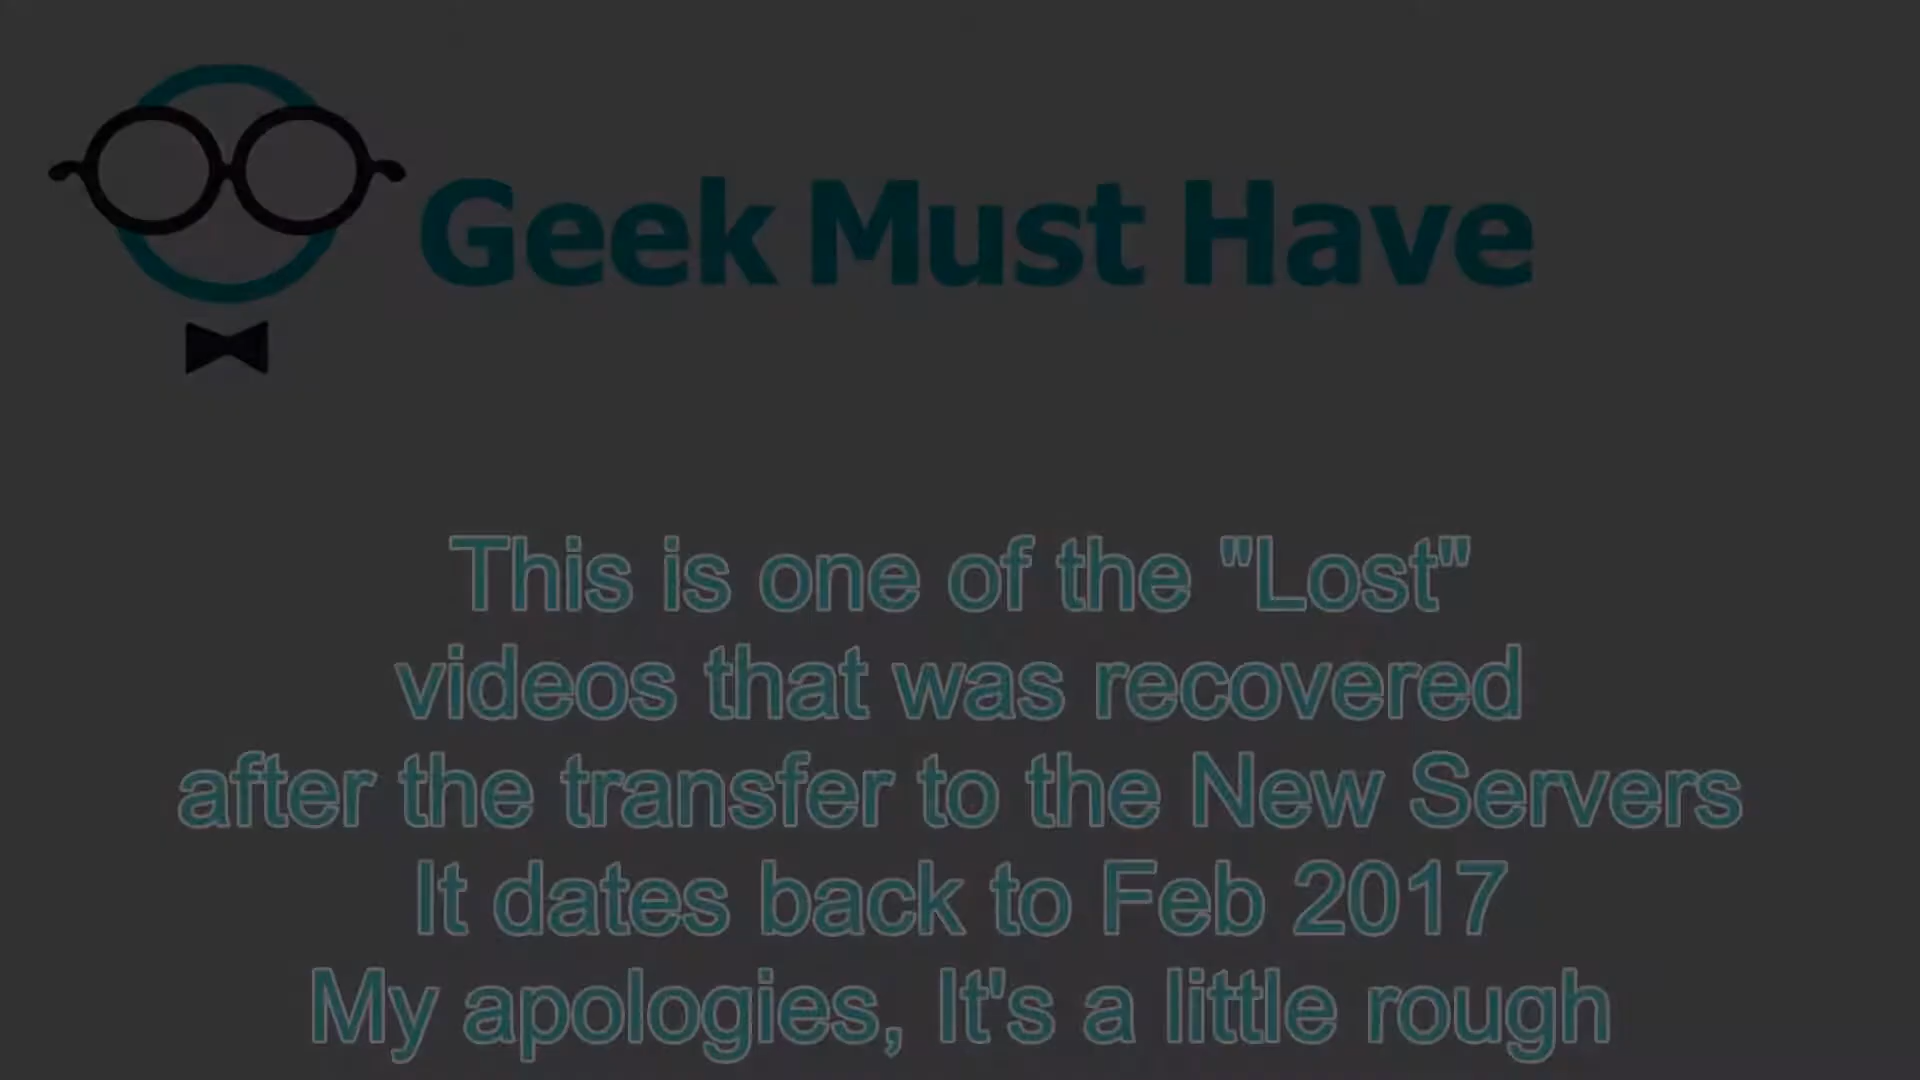 Geek Must Have
This is one of the "Lost"
videos that was recovered
after the transfer to the New Servers
It dates back to Feb 2017
My apologies, It's a little rough